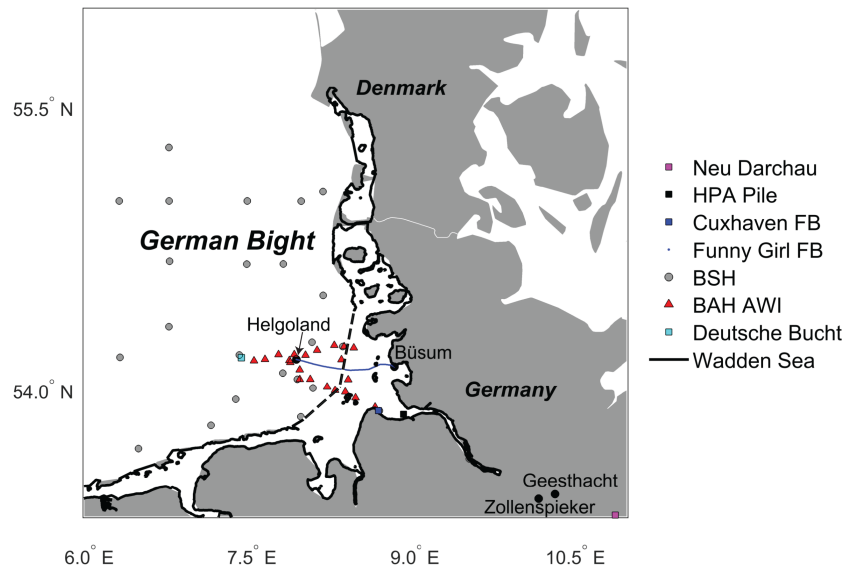 Denmark
55.5° N
German Bight
Helgoland
Büsum
54.0° N
Germany
Geesthacht
Zollenspieker
6.0° E
7.5° E
9.0° E
10.5° E
Neu Darchau
HPA Pile
Cuxhaven FB
Funny Girl FB
BSH
BAH AWI
Deutsche Bucht
Wadden Sea